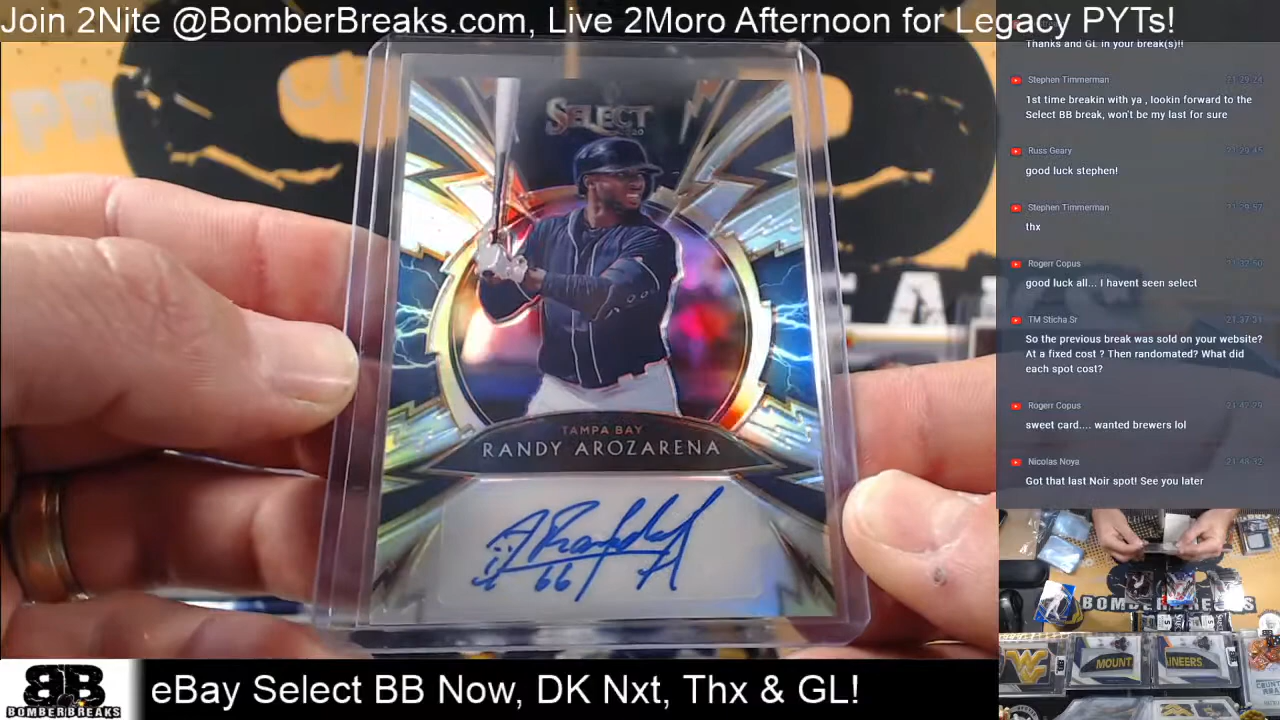 Join 2Nite @BomberBreaks.com, Live 2Moro Afternoon for Legacy PYTs!
SELECT
TAMPA BAY
RANDY AROZARENA
66
Thanks and GL in your break(s)!!
Stephen Timmerman
1st time breakin with ya , lookin forward to the
Select BB break, won't be my last for sure
Russ Geary
good luck stephen!
Stephen Timmerman
thx
Rogerr Copus
good luck all... I havent seen select
TM Sticha Sr
So the previous break was sold on your website?
At a fixed cost ? Then randomated? What did
each spot cost?
Rogerr Copus
sweet card.... wanted brewers lol
Nicolas Noya
Got that last Noir spot! See you later
BOMBERBREAKS
MOUNT
AINEERS
BB
BOMBERBREAKS
eBay Select BB Now, DK Nxt, Thx & GL!